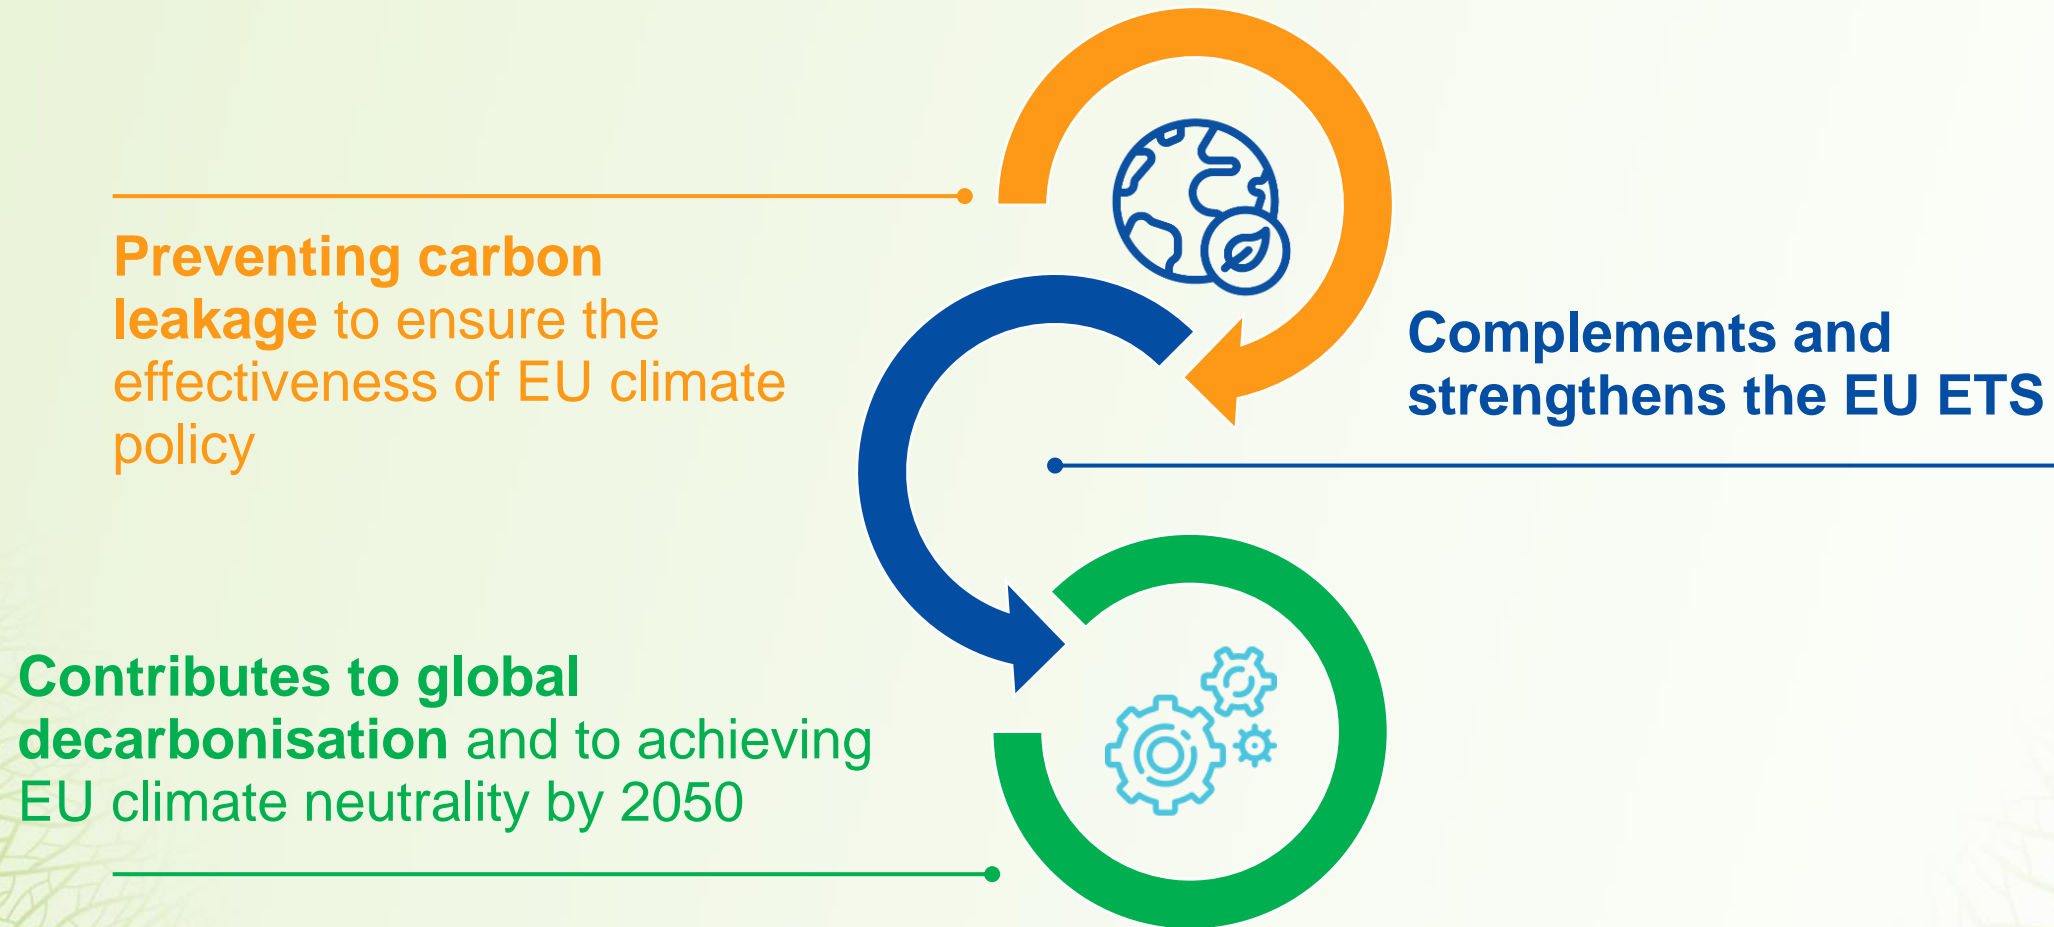 Preventing carbon
leakage to ensure the
effectiveness of EU climate
policy
Complements and
strengthens the EU ETS
Contributes to global
decarbonisation and to achieving
EU climate neutrality by 2050